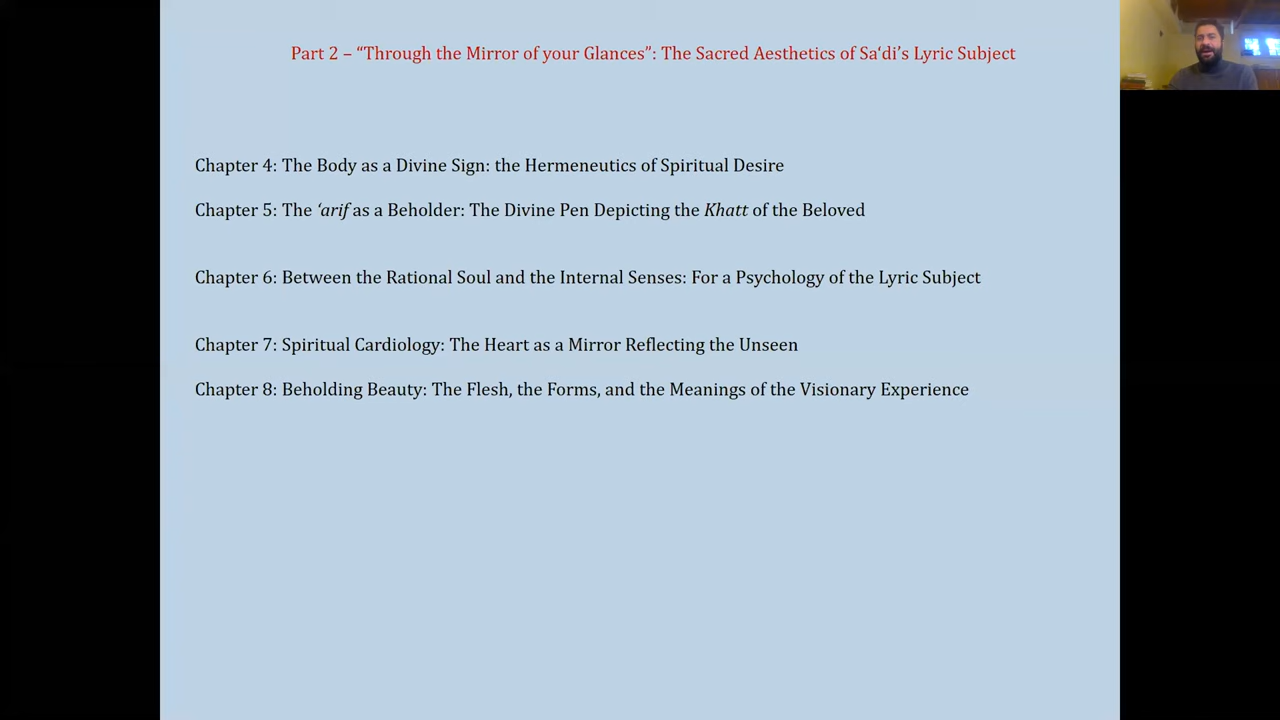 Part 2 – “Through the Mirror of your Glances”: The Sacred Aesthetics of Sa‘di’s Lyric Subject
Chapter 4: The Body as a Divine Sign: the Hermeneutics of Spiritual Desire
Chapter 5: The ‘arif as a Beholder: The Divine Pen Depicting the Khatt of the Beloved
Chapter 6: Between the Rational Soul and the Internal Senses: For a Psychology of the Lyric Subject
Chapter 7: Spiritual Cardiology: The Heart as a Mirror Reflecting the Unseen
Chapter 8: Beholding Beauty: The Flesh, the Forms, and the Meanings of the Visionary Experience